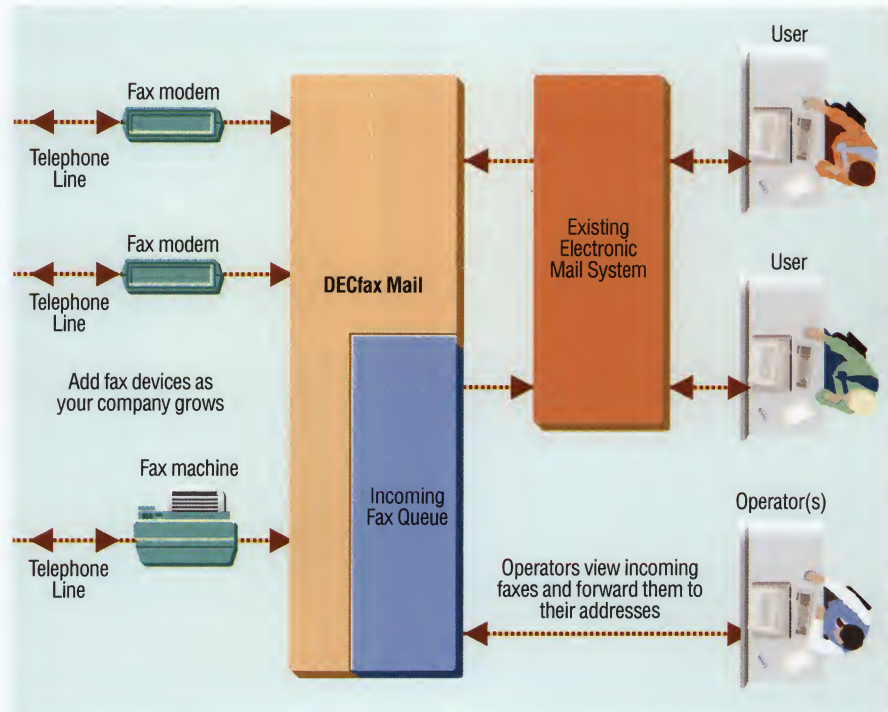 User
Fax modem
Telephone
Line
Existing
Electronic
Mail System
Fax modem
User
DECfax Mail
Telephone
Line
Add fax devices as
your company grows
Fax machine
Incoming
Fax Queue
Operator(s)
Telephone
Line
Operators view incoming
faxes and forward them to
their addresses